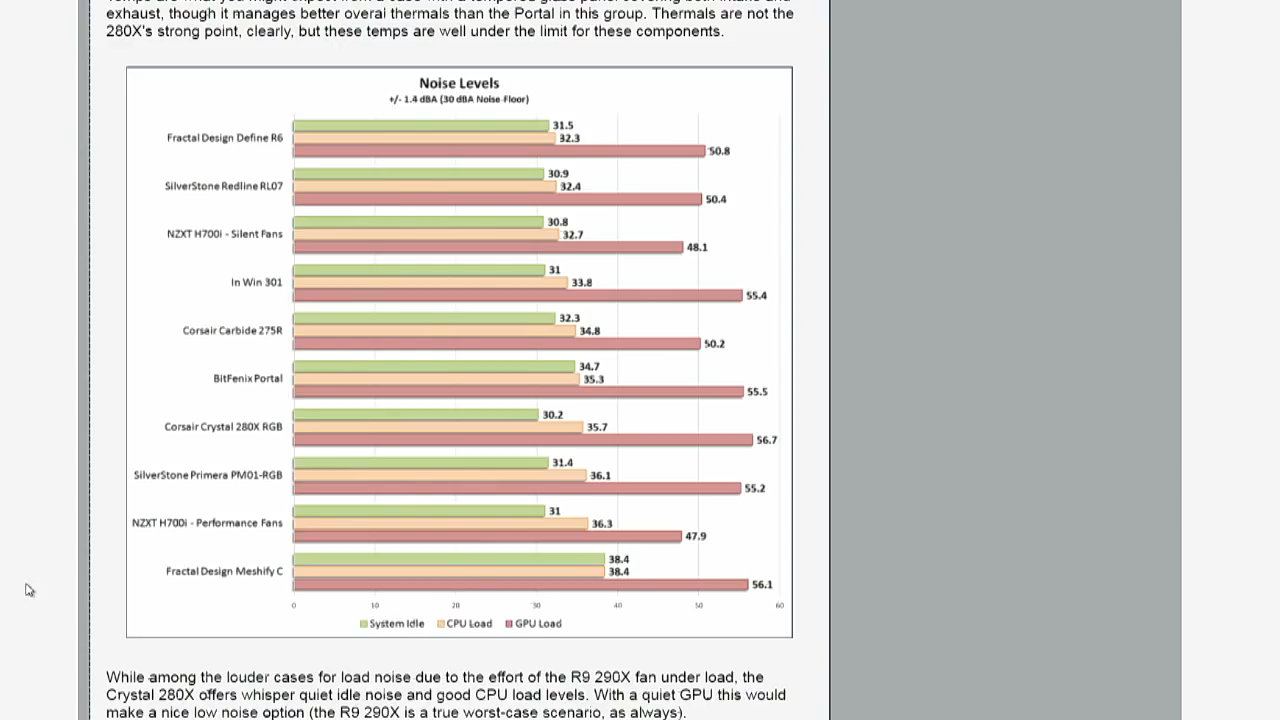 exhaust, though it manages better overal thermals than the Portal in this group. Thermals are not the
280X's strong point, clearly, but these temps are well under the limit for these components.
Noise Levels
+/- 1.4 dBA (30 dBA Noise Floor)
Fractal Design Define R6
31.5
32.3
50.8
SilverStone Redline RL07
30.9
32.4
50.4
NZXT H700i - Silent Fans
30.8
32.7
48.1
In Win 301
31
33.8
55.4
Corsair Carbide 275R
32.3
34.8
50.2
BitFenix Portal
34.7
35.3
55.5
Corsair Crystal 280X RGB
30.2
35.7
56.7
SilverStone Primera PM01-RGB
31.4
36.1
55.2
NZXT H700i - Performance Fans
31
36.3
47.9
Fractal Design Meshify C
38.4
38.4
56.1
0 10 20 30 40 50 60
System Idle CPU Load GPU Load
While among the louder cases for load noise due to the effort of the R9 290X fan under load, the
Crystal 280X offers whisper quiet idle noise and good CPU load levels. With a quiet GPU this would
make a nice low noise option (the R9 290X is a true worst-case scenario, as always).